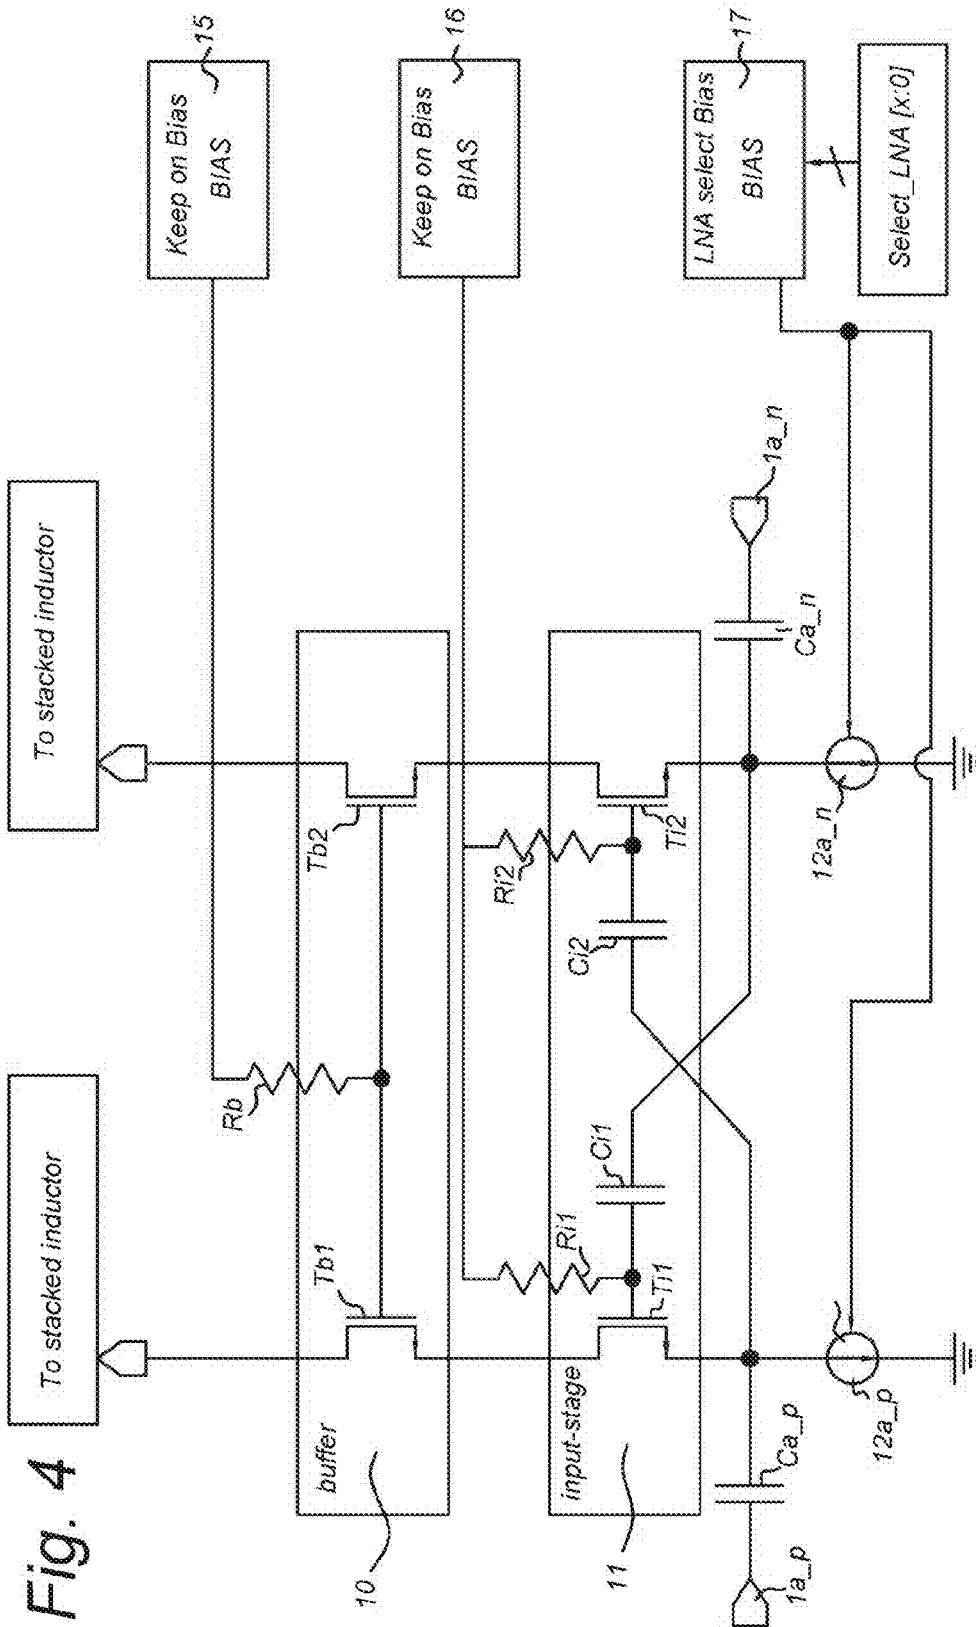 Fig. 4
To stacked inductor
To stacked inductor
Keep on Bias
BIAS
15
Rb
buffer
Tb1
Tb2
10
Keep on Bias
BIAS
16
Ri1
Ri2
input-stage
Ti1
Ci1
Ci2
Ti2
11
LNA select Bias
BIAS
17
1a_p
Ca_p
Ca_n
1a_n
12a_p
12a_n
Select_LNA [x:0]